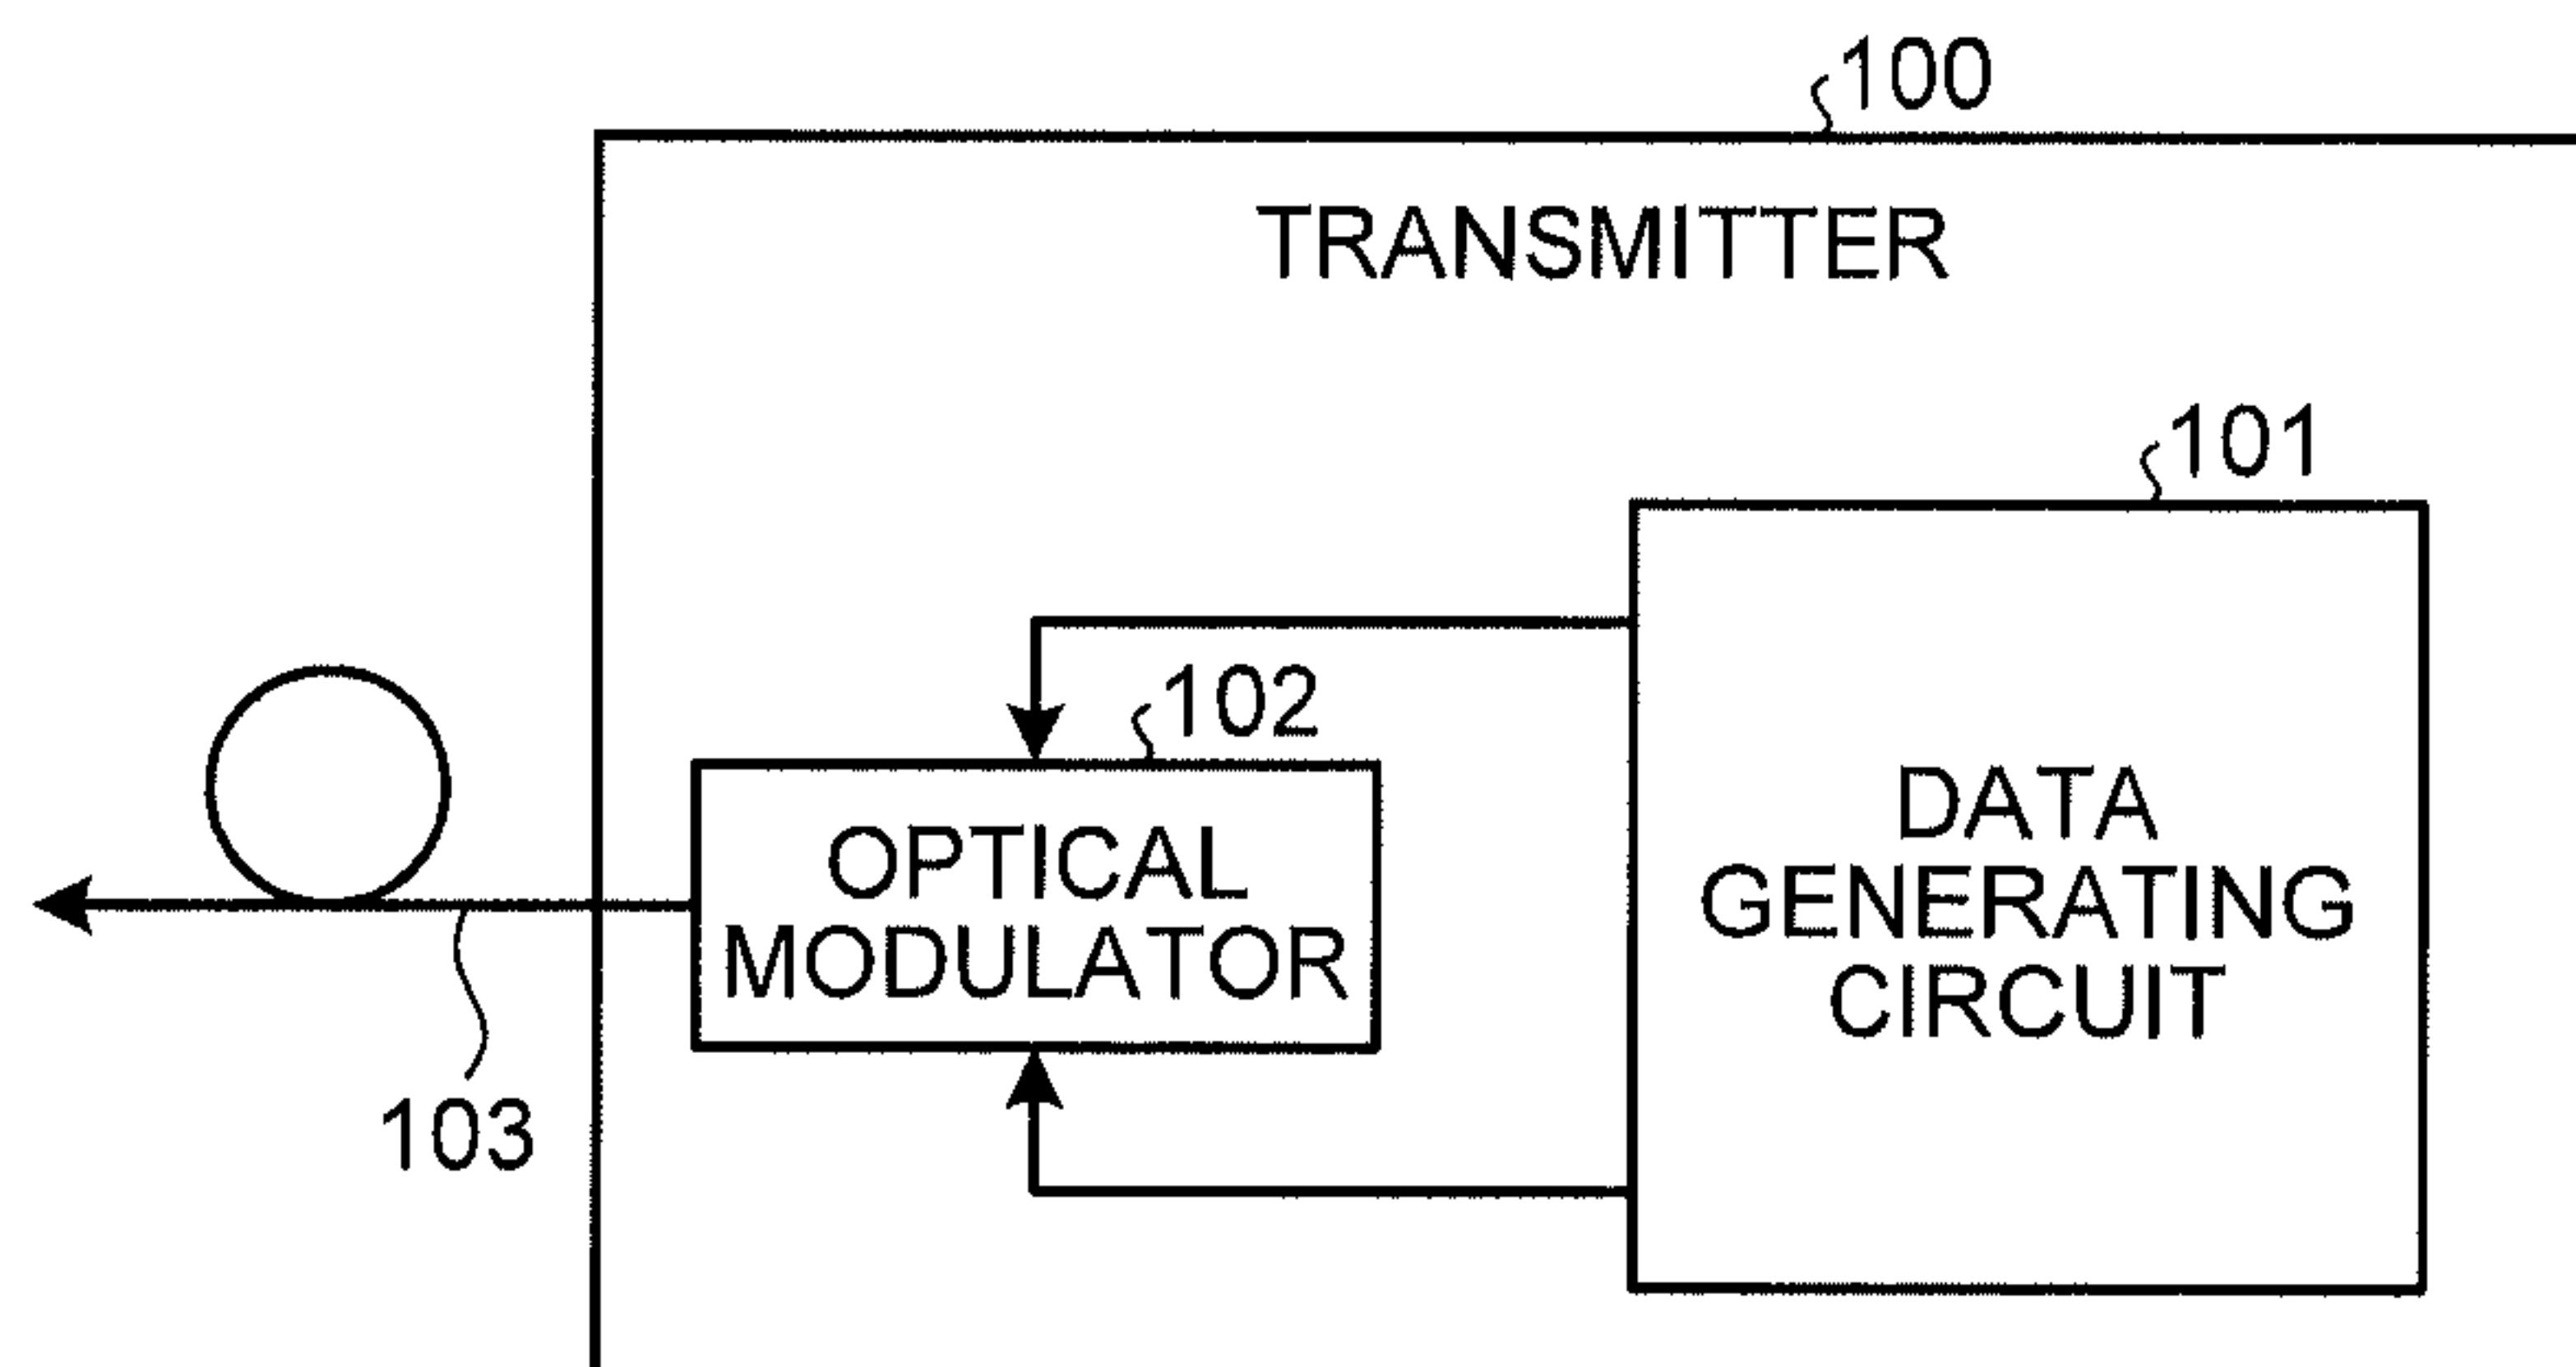 100
TRANSMITTER
101
102
DATA
GENERATING
CIRCUIT
OPTICAL
MODULATOR
103